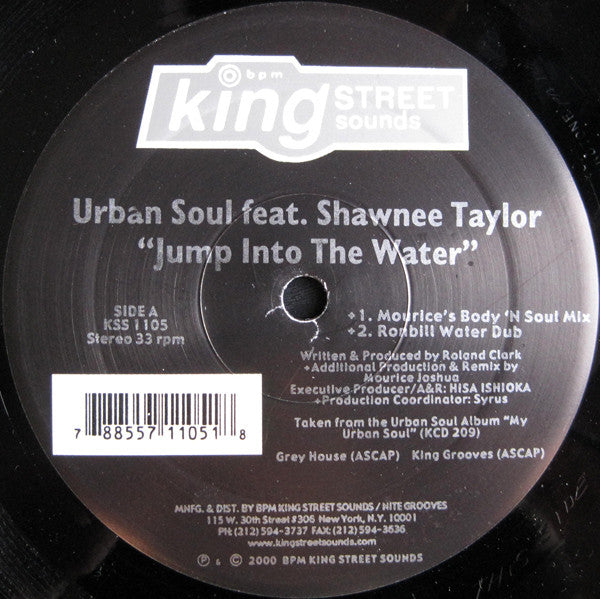 bpm
king STREET
sounds
Urban Soul feat. Shawnee Taylor
“Jump Into The Water”
SIDE A
KSS 1105
Stereo 33 rpm
+1. Mourice's Body 'N Soul Mix
+2. Ronbill Water Dub
Written & Produced by Roland Clark
+Additional Production & Remix by
Mourice Joshua
Executive Producer/A&R: HISA ISHIOKA
+Production Coordinator: Syrus
Taken from the Urban Soul Album “My
Urban Soul” (KCD 209)
Grey House (ASCAP) King Grooves (ASCAP)
7 88557 11051 8
MNFG. & DIST. BY BPM KING STREET SOUNDS / NITE GROOVES
115 W. 30th Street #306 New York, N.Y. 10001
PH: (212) 594-3737 FAX: (212) 594-3636
www.kingstreetsounds.com
℗ & © 2000 BPM KING STREET SOUNDS